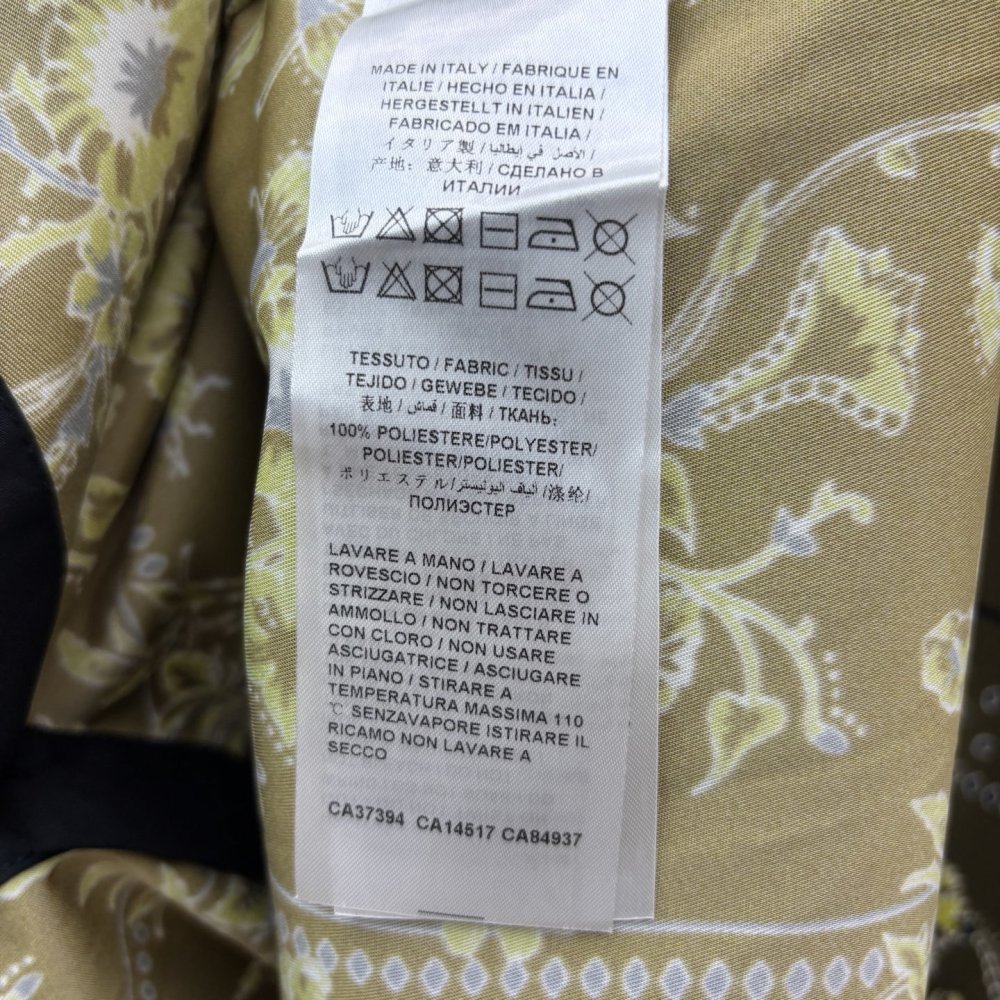 MADE IN ITALY / FABRIQUE EN
ITALIE / HECHO EN ITALIA /
HERGESTELLT IN ITALIEN /
FABRICADO EM ITALIA /
イタリア製 / الأصل في إيطاليا /
产地: 意大利 / СДЕЛАНО В
ИТАЛИИ
TESSUTO / FABRIC / TISSU /
TEJIDO / GEWEBE / TECIDO /
表地 / قماش / 面料 / ТКАНЬ:
100% POLIESTERE/POLYESTER/
POLIESTER/POLIESTER/
ポリエステル/ألياف البوليستر/涤纶/
ПОЛИЭСТЕР
LAVARE A MANO / LAVARE A
ROVESCIO / NON TORCERE O
STRIZZARE / NON LASCIARE IN
AMMOLLO / NON TRATTARE
CON CLORO / NON USARE
ASCIUGATRICE / ASCIUGARE
IN PIANO / STIRARE A
TEMPERATURA MASSIMA 110
℃ SENZAVAPORE ISTIRARE IL
RICAMO NON LAVARE A
SECCO
CA37394 CA14517 CA84937